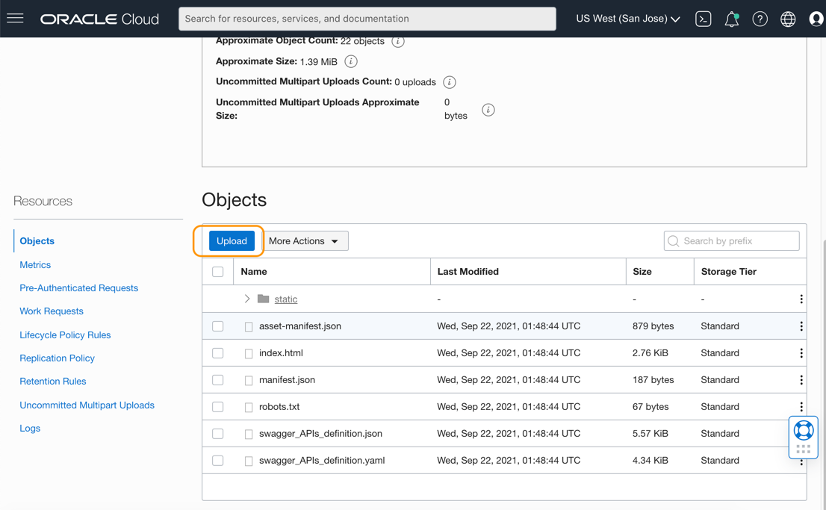 ORACLE Cloud
Search for resources, services, and documentation
US West (San Jose)
Approximate Object Count: 22 objects
Approximate Size: 1.39 MiB
Uncommitted Multipart Uploads Count: 0 uploads
Uncommitted Multipart Uploads Approximate
Size:
0
bytes
Resources
Objects
Metrics
Pre-Authenticated Requests
Work Requests
Lifecycle Policy Rules
Replication Policy
Retention Rules
Uncommitted Multipart Uploads
Logs
Objects
Upload More Actions Search by prefix
Name Last Modified Size Storage Tier
static - - -
asset-manifest.json Wed, Sep 22, 2021, 01:48:44 UTC 879 bytes Standard
index.html Wed, Sep 22, 2021, 01:48:44 UTC 2.76 KiB Standard
manifest.json Wed, Sep 22, 2021, 01:48:44 UTC 187 bytes Standard
robots.txt Wed, Sep 22, 2021, 01:48:44 UTC 67 bytes Standard
swagger_APIs_definition.json Wed, Sep 22, 2021, 01:48:44 UTC 5.57 KiB Standard
swagger_APIs_definition.yaml Wed, Sep 22, 2021, 01:48:44 UTC 4.34 KiB Standard